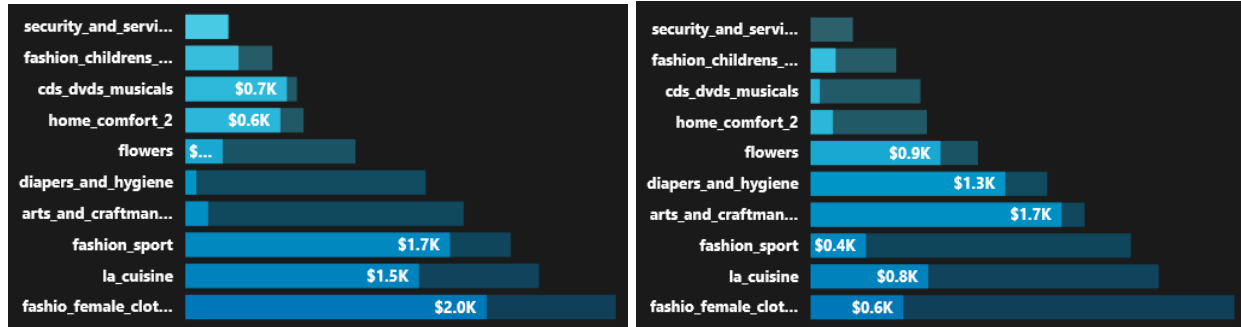 security_and_servi...
fashion_childrens_...
cds_dvds_musicals $0.7K
home_comfort_2 $0.6K
flowers $...
diapers_and_hygiene
arts_and_craftman...
fashion_sport $1.7K
la_cuisine $1.5K
fashio_female_clot... $2.0K
security_and_servi...
fashion_childrens_...
cds_dvds_musicals
home_comfort_2
flowers $0.9K
diapers_and_hygiene $1.3K
arts_and_craftman... $1.7K
fashion_sport $0.4K
la_cuisine $0.8K
fashio_female_clot... $0.6K